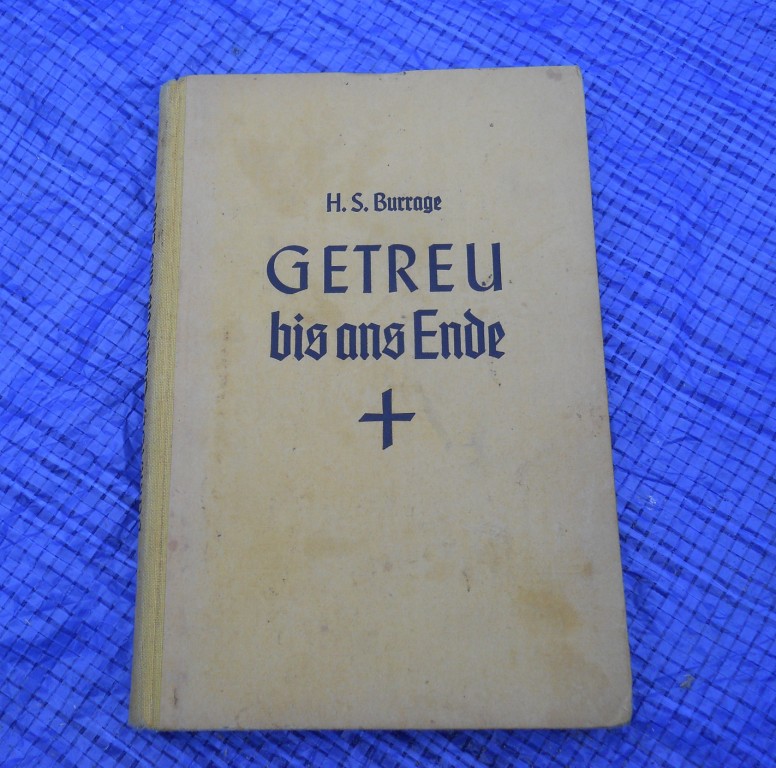 H. S. Burrage
GETREU
bis ans Ende